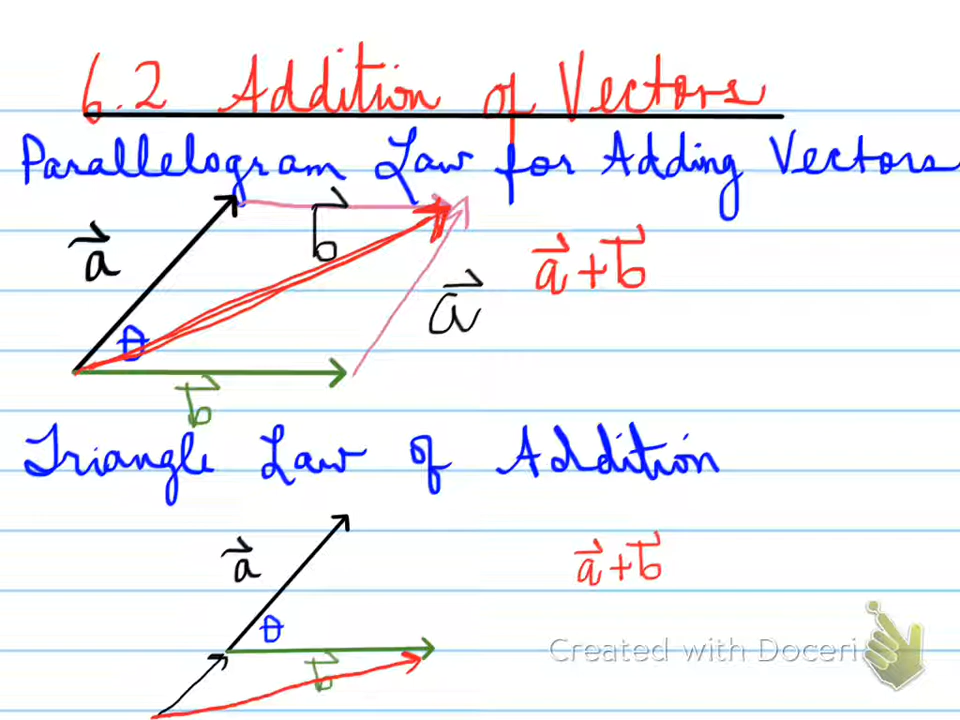 6.2 Addition of Vectors
Parallelogram Law for Adding Vectors
b⃗
a⃗
a⃗+b⃗
a⃗
θ
b⃗
Triangle Law of Addition
a⃗
a⃗+b⃗
θ
b⃗
Created with Doceri